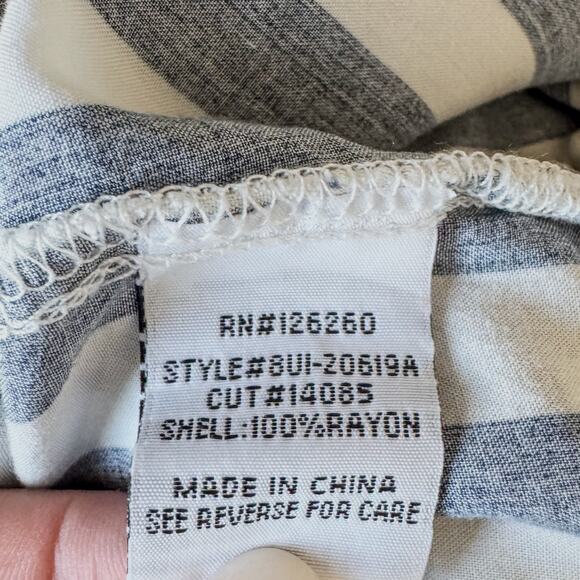 RN#126260
STYLE#8UI-20619A
CUT#14085
SHELL:100%RAYON
MADE IN CHINA
SEE REVERSE FOR CARE